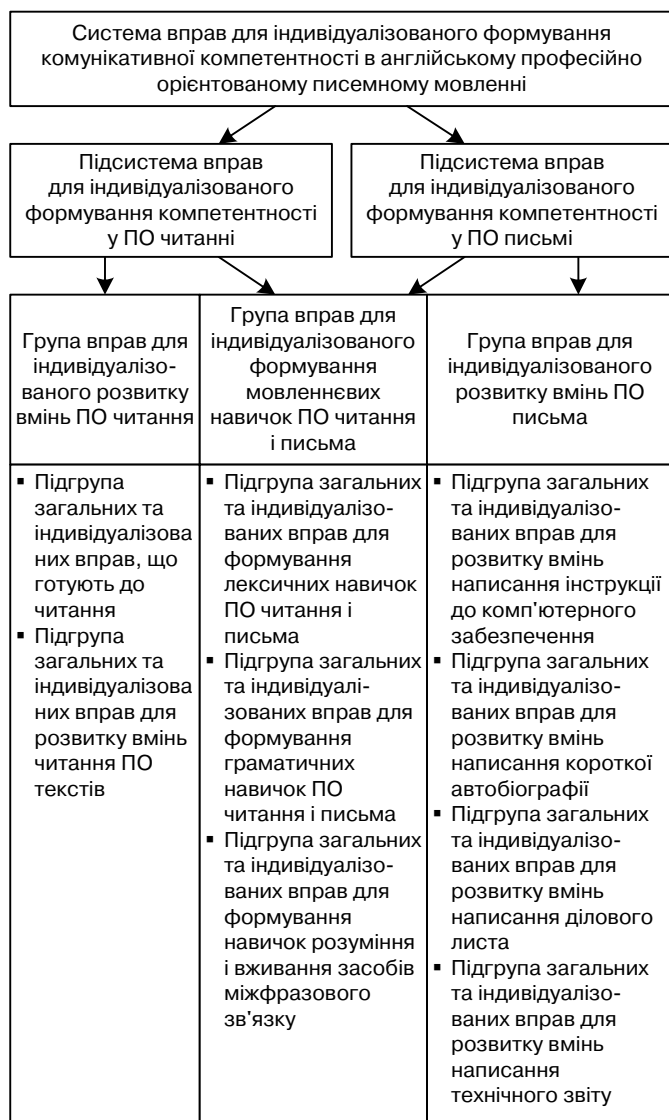 Система вправ для індивідуалізованого формування
комунікативної компетентності в англійському професійно
орієнтованому писемному мовленні
Підсистема вправ
для індивідуалізованого
формування компетентності
у ПО читанні
Підсистема вправ
для індивідуалізованого
формування компетентності
у ПО письмі
Група вправ для
індивідуалізо-
ваного розвитку
вмінь ПО читання
Група вправ для
індивідуалізованого
формування
мовленнєвих
навичок ПО читання
і письма
Група вправ для
індивідуалізованого
розвитку вмінь ПО
письма
▪ Підгрупа
загальних та
індивідуалізова
них вправ, що
готують до
читання
▪ Підгрупа
загальних та
індивідуалізова
них вправ для
розвитку вмінь
читання ПО
текстів
▪ Підгрупа загальних
та індивідуалізо-
ваних вправ для
формування
лексичних навичок
ПО читання і
письма
▪ Підгрупа загальних
та індивідуалі-
зованих вправ для
формування
граматичних
навичок ПО
читання і письма
▪ Підгрупа загальних
та індивідуалізо-
ваних вправ для
формування
навичок розуміння
і вживання засобів
міжфразового
зв'язку
▪ Підгрупа загальних
та індивідуалізо-
ваних вправ для
розвитку вмінь
написання інструкції
до комп'ютерного
забезпечення
▪ Підгрупа загальних
та індивідуалізо-
ваних вправ для
розвитку вмінь
написання короткої
автобіографії
▪ Підгрупа загальних
та індивідуалізо-
ваних вправ для
розвитку вмінь
написання ділового
листа
▪ Підгрупа загальних
та індивідуалізо-
ваних вправ для
розвитку вмінь
написання
технічного звіту